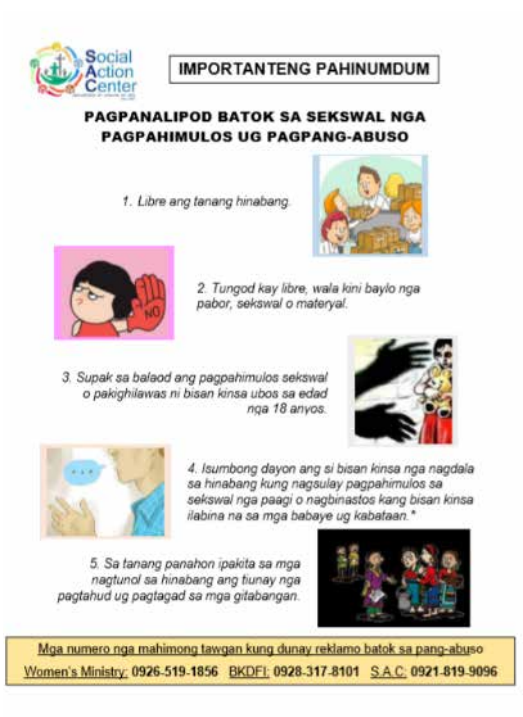 Social
Action
Center
IMPORTANTENG PAHINUMDUM
PAGPANALIPOD BATOK SA SEKSWAL NGA
PAGPAHIMULOS UG PAGPANG-ABUSO
1. Libre ang tanang hinabang.
NO
2. Tungod kay libre, wala kini baylo nga
pabor, sekswal o materyal.
3. Supak sa balaod ang pagpahimulos sekswal
o pakighilawas ni bisan kinsa ubos sa edad
nga 18 anyos.
4. Isumbong dayon ang si bisan kinsa nga nagdala
sa hinabang kung nagsulay pagpahimulos sa
sekswal nga paagi o nagbinastos kang bisan kinsa
ilabina na sa mga babaye ug kabataan.*
5. Sa tanang panahon ipakita sa mga
nagtunol sa hinabang ang tiunay nga
pagtahud ug pagtagad sa mga gitabangan.
Mga numero nga mahimong tawgan kung dunay reklamo batok sa pang-abuso
Women's Ministry: 0926-519-1856 BKDFI: 0928-317-8101 S.A.C: 0921-819-9096